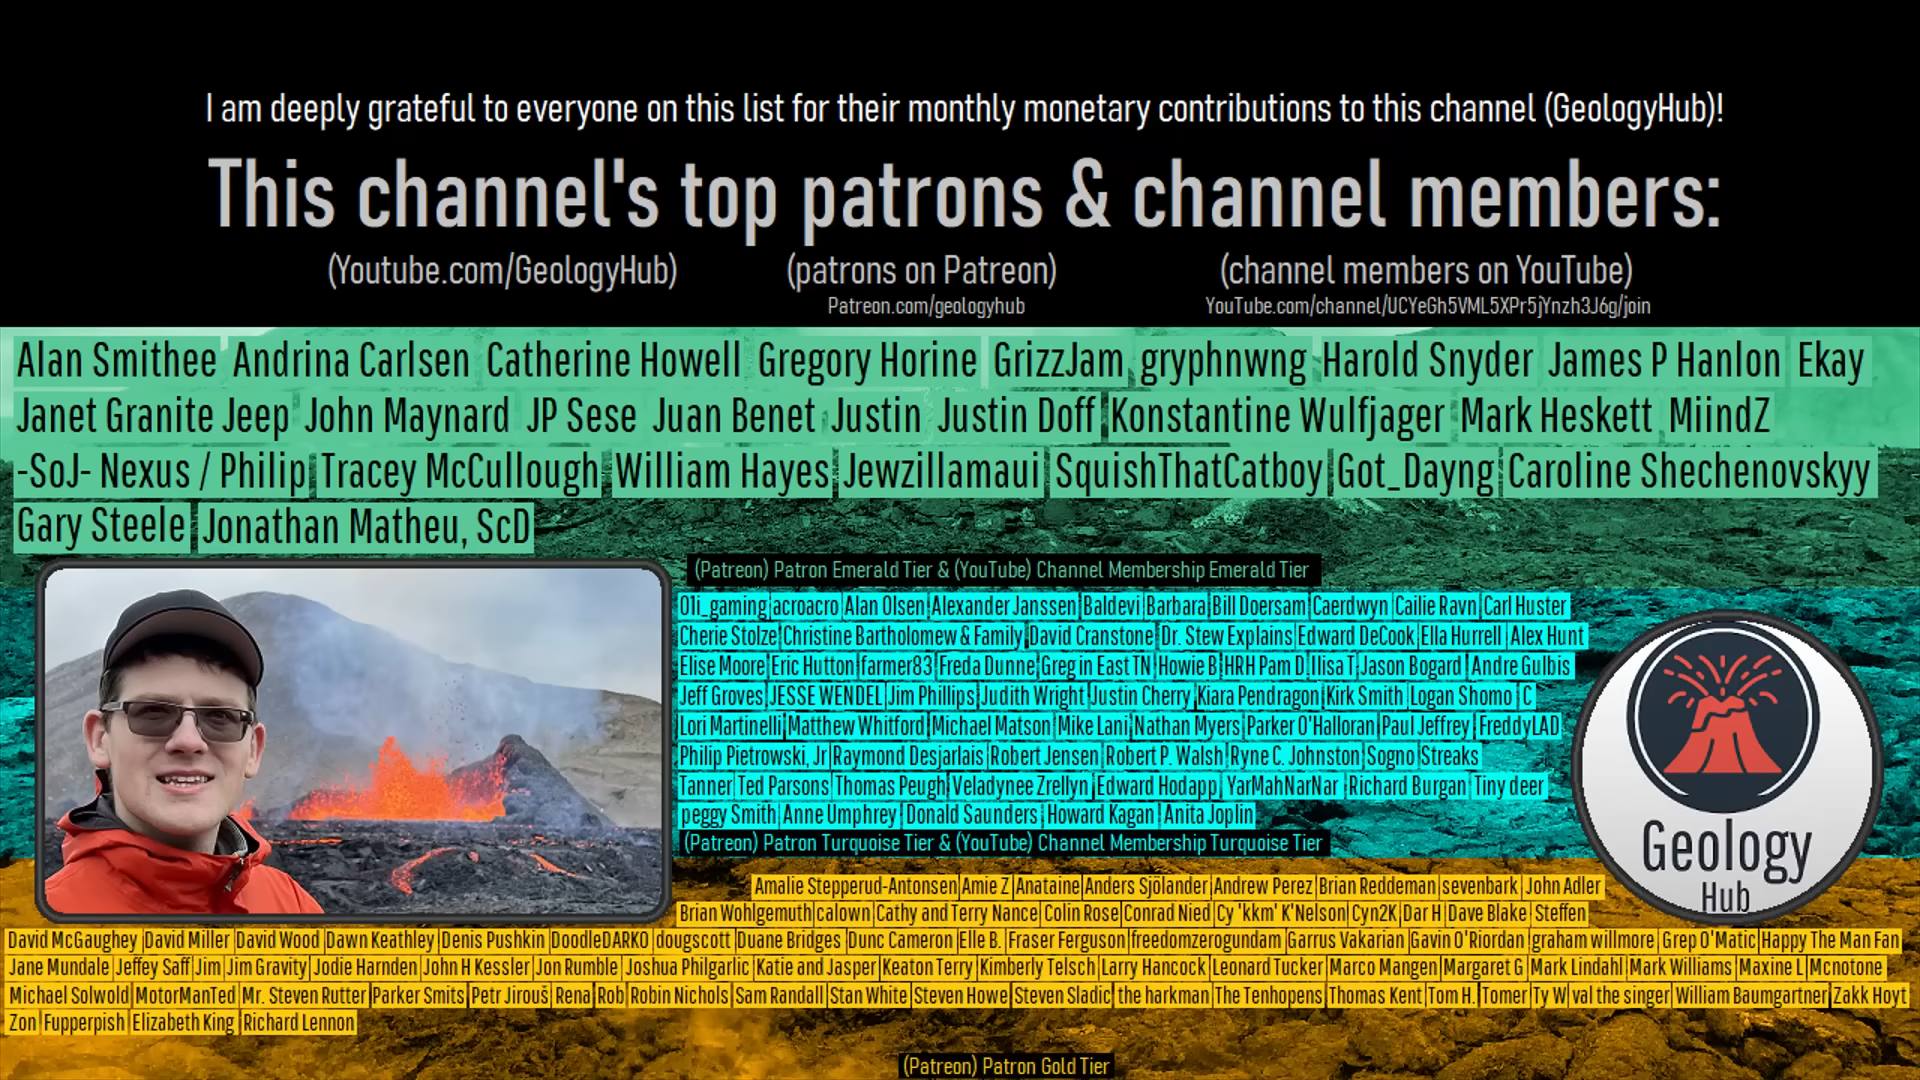 I am deeply grateful to everyone on this list for their monthly monetary contributions to this channel (GeologyHub)!
This channel's top patrons & channel members:
(Youtube.com/GeologyHub) (patrons on Patreon) (channel members on YouTube)
Patreon.com/geologyhub YouTube.com/channel/UCYeGh5VML5XPr5jYnzh3J6g/join
Alan Smithee Andrina Carlsen Catherine Howell Gregory Horine GrizzJam gryphnwng Harold Snyder James P Hanlon Ekay
Janet Granite Jeep John Maynard JP Sese Juan Benet Justin Justin Doff Konstantine Wulfjager Mark Heskett MiindZ
-SoJ- Nexus / Philip Tracey McCullough William Hayes Jewzillamaui SquishThatCatboy Got_Dayng Caroline Shechenovskyy
Gary Steele Jonathan Matheu, ScD
(Patreon) Patron Emerald Tier & (YouTube) Channel Membership Emerald Tier
01i_gaming acroacro Alan Olsen Alexander Janssen Baldevi Barbara Bill Doersam Caerdwyn Cailie Ravn Carl Huster
Cherie Stolze Christine Bartholomew & Family David Cranstone Dr. Stew Explains Edward DeCook Ella Hurrell Alex Hunt
Elise Moore Eric Hutton farmer83 Freda Dunne Greg in East TN Howie B HRH Pam D Ilisa T Jason Bogard Andre Gulbis
Jeff Groves JESSE WENDEL Jim Phillips Judith Wright Justin Cherry Kiara Pendragon Kirk Smith Logan Shomo C
Lori Martinelli Matthew Whitford Michael Matson Mike Lani Nathan Myers Parker O'Halloran Paul Jeffrey FreddyLAD
Philip Pietrowski, Jr Raymond Desjarlais Robert Jensen Robert P. Walsh Ryne C. Johnston Sogno Streaks
Tanner Ted Parsons Thomas Peugh Veladynee Zrellyn Edward Hodapp YarMahNarNar Richard Burgan Tiny deer
peggy Smith Anne Umphrey Donald Saunders Howard Kagan Anita Joplin
(Patreon) Patron Turquoise Tier & (YouTube) Channel Membership Turquoise Tier
Geology
Hub
Amalie Stepperud-Antonsen Amie Z Anataine Anders Sjölander Andrew Perez Brian Reddeman sevenbark John Adler
Brian Wohlgemuth calown Cathy and Terry Nance Colin Rose Conrad Nied Cy 'kkm' K'Nelson Cyn2K Dar H Dave Blake Steffen
David McGaughey David Miller David Wood Dawn Keathley Denis Pushkin DoodleDARKO dougscott Duane Bridges Dunc Cameron Elle B. Fraser Ferguson freedomzerogundam Garrus Vakarian Gavin O'Riordan graham willmore Grep O'Matic Happy The Man Fan
Jane Mundale Jeffey Saff Jim Jim Gravity Jodie Harnden John H Kessler Jon Rumble Joshua Philgarlic Katie and Jasper Keaton Terry Kimberly Telsch Larry Hancock Leonard Tucker Marco Mangen Margaret G Mark Lindahl Mark Williams Maxine L Mcnotone
Michael Solwold MotorManTed Mr. Steven Rutter Parker Smits Petr Jirouš Rena Rob Robin Nichols Sam Randall Stan White Steven Howe Steven Sladic the harkman The Tenhopens Thomas Kent Tom H. Tomer Ty W val the singer William Baumgartner Zakk Hoyt
Zon Fupperpish Elizabeth King Richard Lennon
(Patreon) Patron Gold Tier